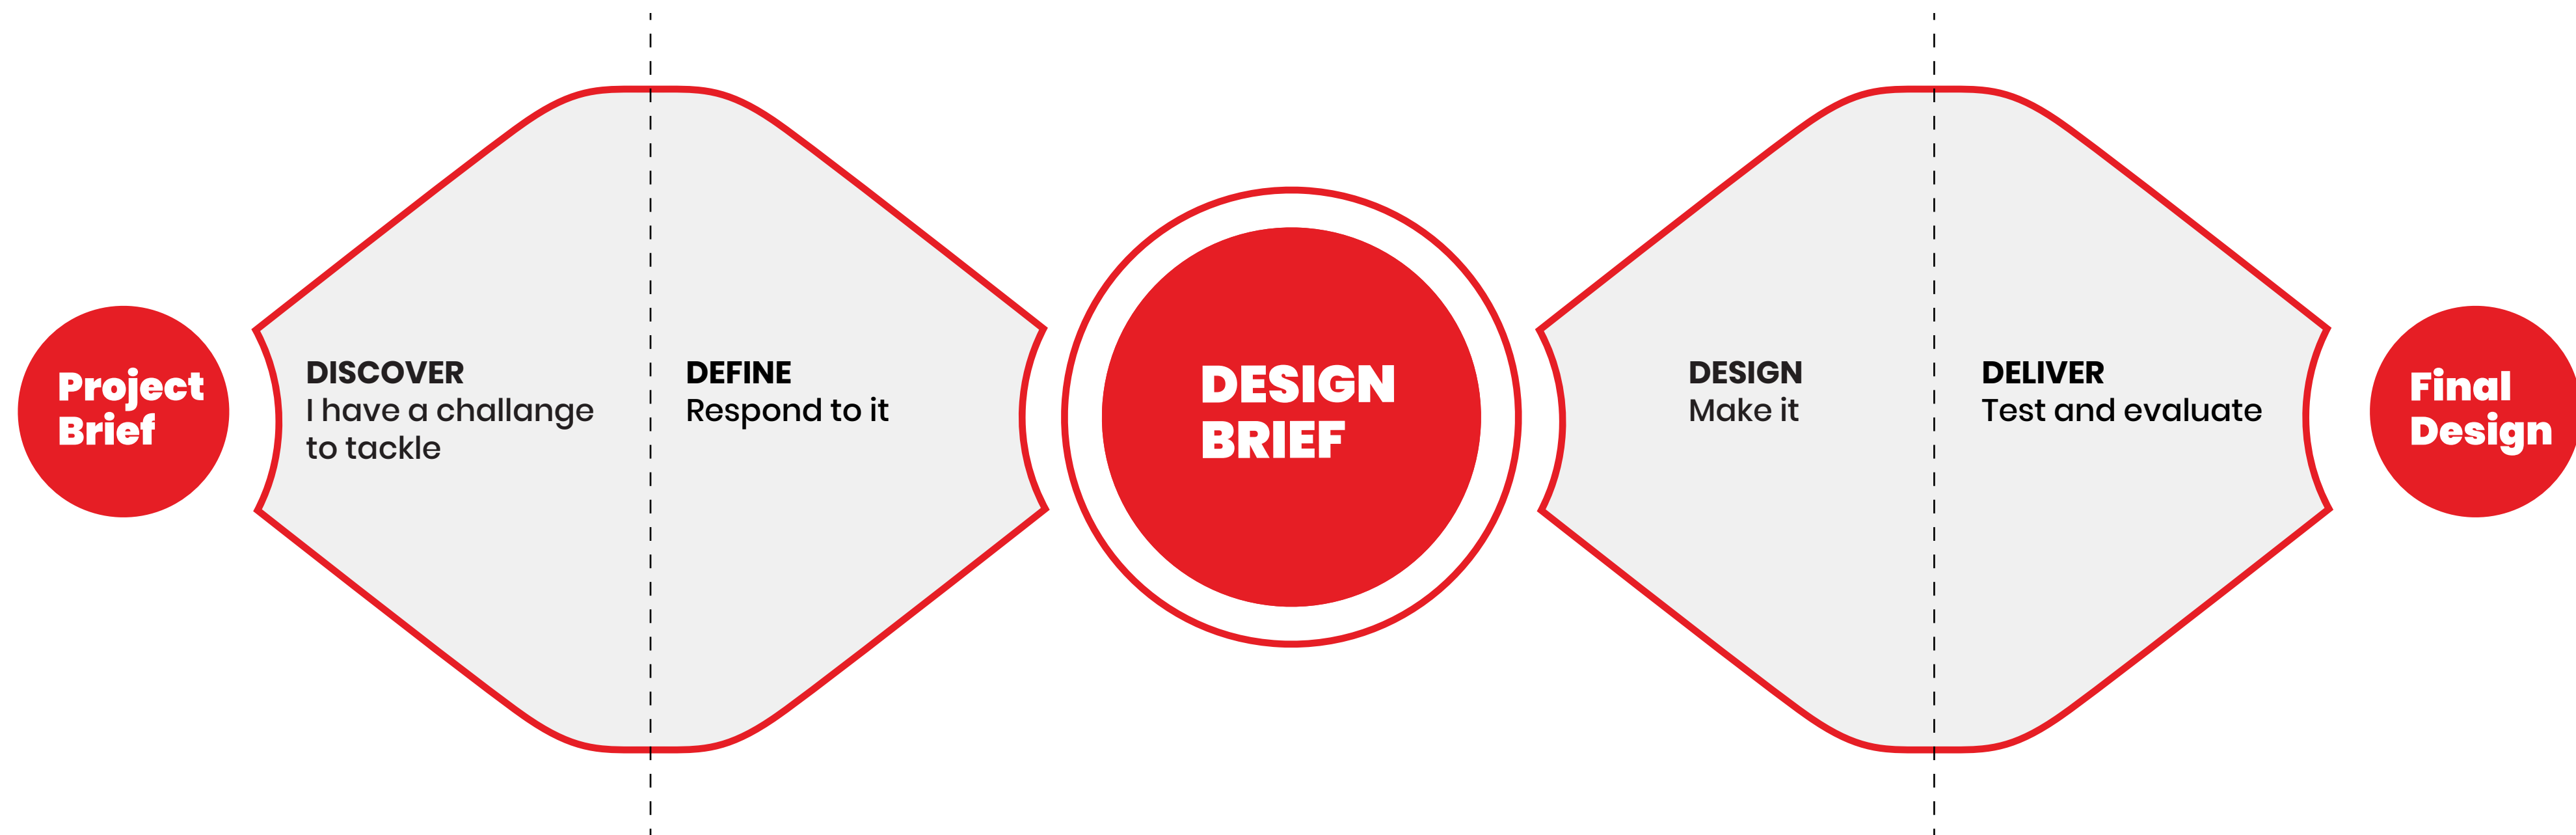 Project
Brief
DISCOVER
I have a challange
to tackle
DEFINE
Respond to it
DESIGN
BRIEF
DESIGN
Make it
DELIVER
Test and evaluate
Final
Design